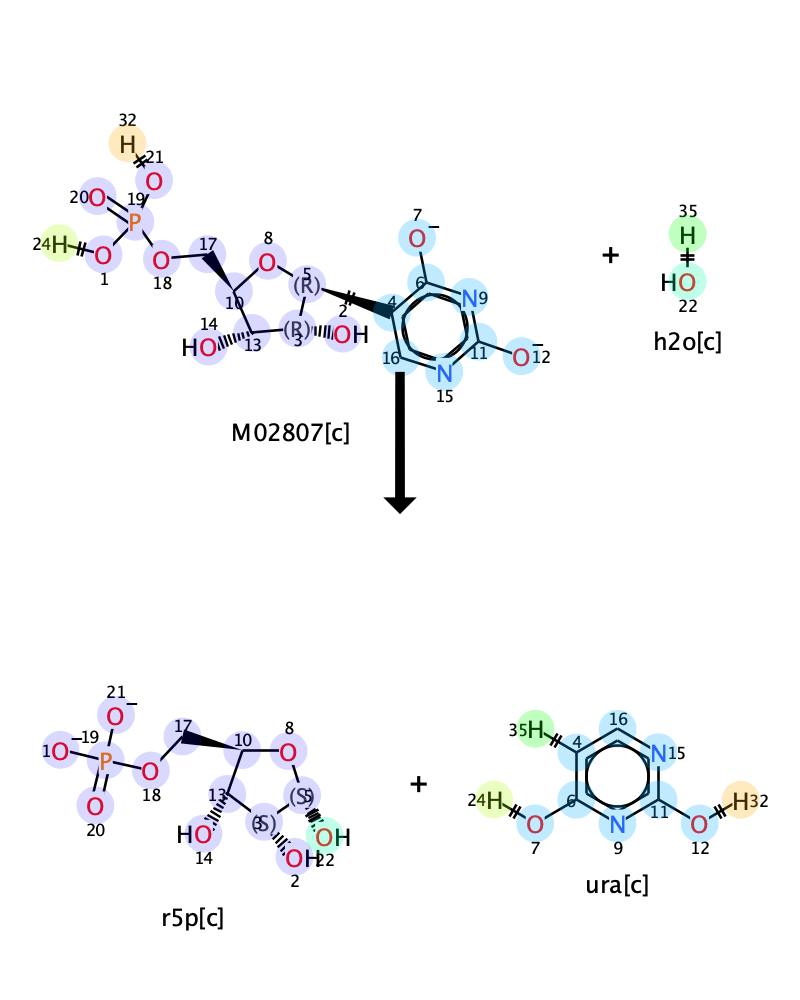 32
H
21
O
20 O 19
P
24 H O
1
O
18
17
8
O
5
(R)
10
14
HO
13
(R)
3
2
OH
7
O−
6
4
N 9
11
O− 12
16
N
15
+
35
H
HO
22
h2o[c]
M02807[c]
21
O−
1 O− 19
P
O
20
O
18
17
10
8
O
13
(S)
5
(S)
3
HO
14
OH
2
OH
22
r5p[c]
+
35 H
4
16
N 15
24 H
6
11
H 32
O
7
N
9
O
12
ura[c]